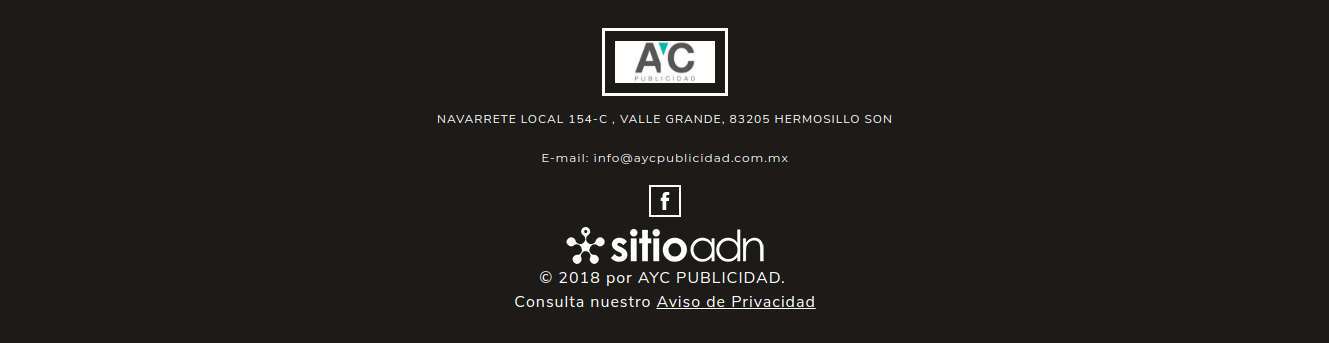 AYC
PUBLICIDAD
NAVARRETE LOCAL 154-C , VALLE GRANDE, 83205 HERMOSILLO SON
E-mail: info@aycpublicidad.com.mx
f
sitioadn
© 2018 por AYC PUBLICIDAD.
Consulta nuestro Aviso de Privacidad